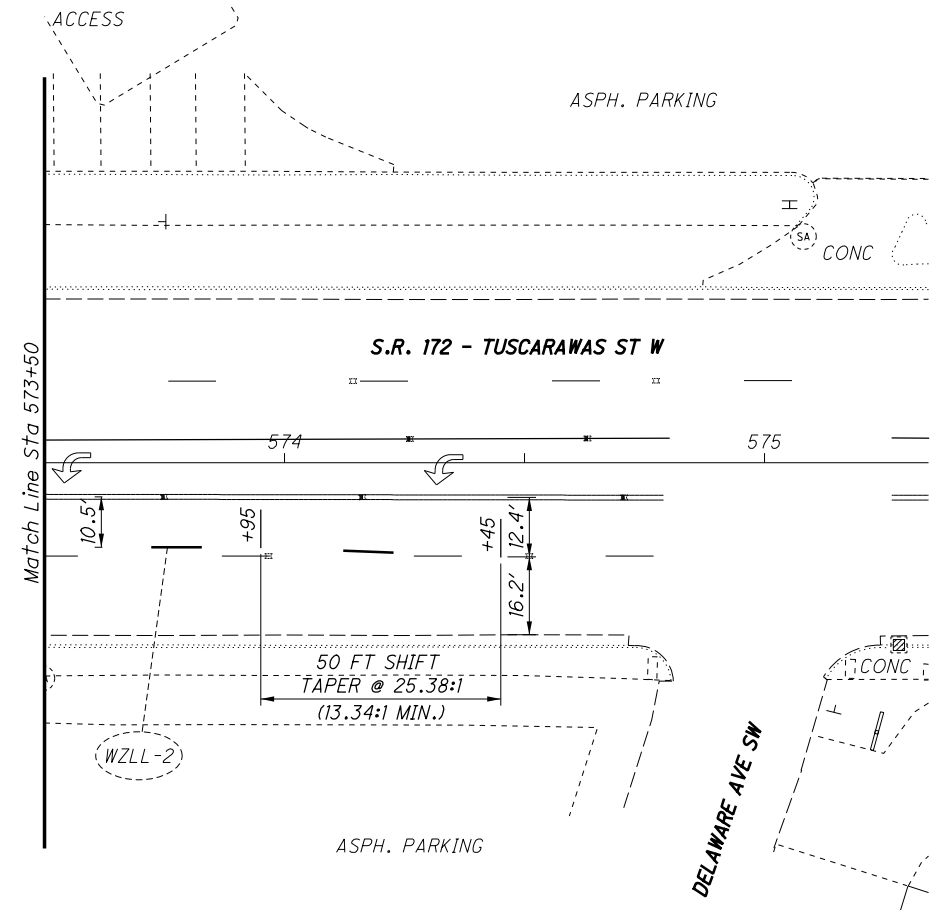 ACCESS
ASPH. PARKING
SA
CONC
S.R. 172 - TUSCARAWAS ST W
Match Line Sta 573+50
574
575
10.5'
+95
+45
12.4'
16.2'
50 FT SHIFT
TAPER @ 25.38:1
(13.34:1 MIN.)
CONC
WZLL-2
DELAWARE AVE SW
ASPH. PARKING